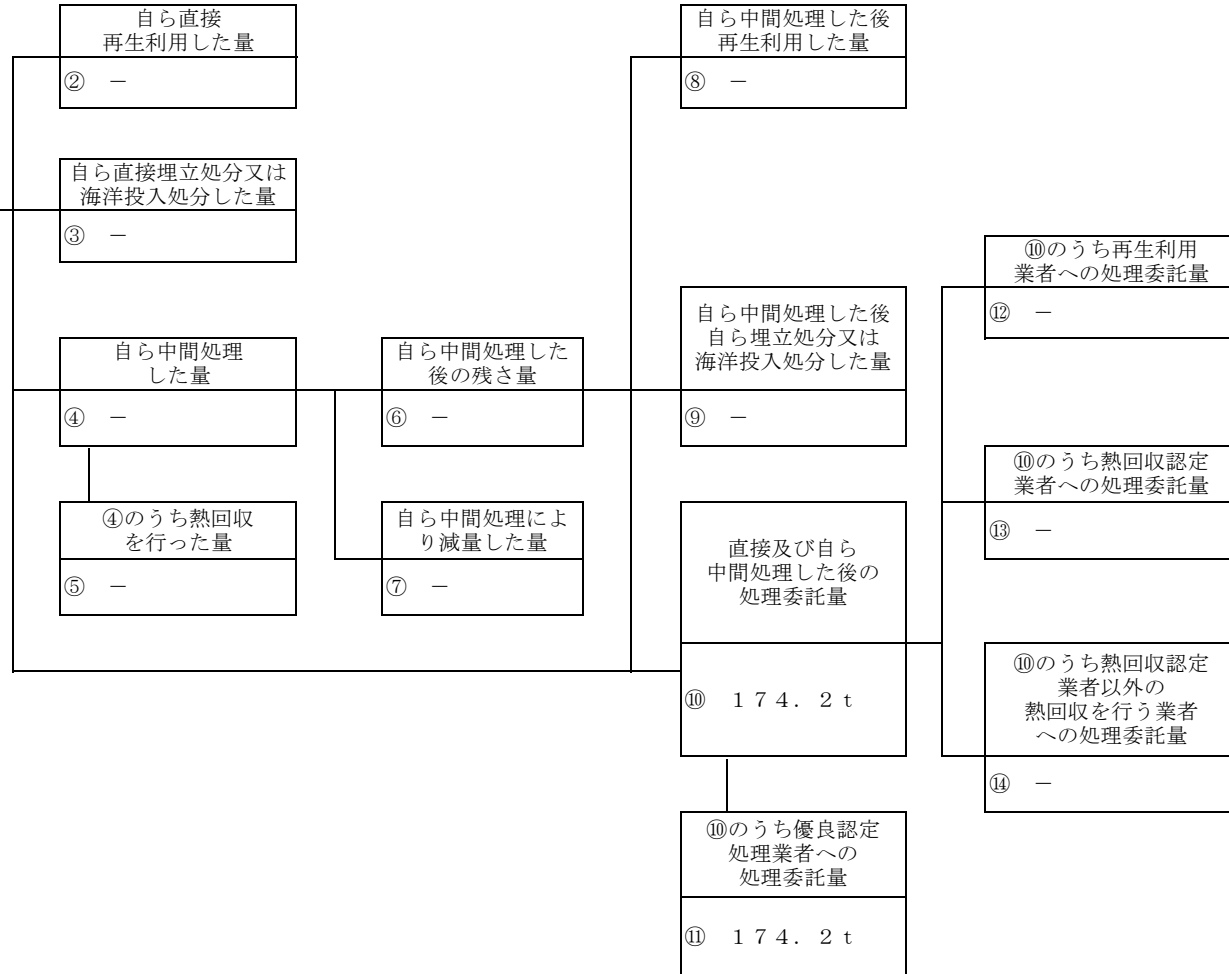 自ら直接
再生利用した量
② －
自ら直接埋立処分又は
海洋投入処分した量
③ －
自ら中間処理
した量
④ －
④のうち熱回収
を行った量
⑤ －
自ら中間処理した
後の残さ量
⑥ －
自ら中間処理によ
り減量した量
⑦ －
自ら中間処理した後
再生利用した量
⑧ －
自ら中間処理した後
自ら埋立処分又は
海洋投入処分した量
⑨ －
直接及び自ら
中間処理した後の
処理委託量
⑩ １７４．２ｔ
⑩のうち優良認定
処理業者への
処理委託量
⑪ １７４．２ｔ
⑩のうち再生利用
業者への処理委託量
⑫ －
⑩のうち熱回収認定
業者への処理委託量
⑬ －
⑩のうち熱回収認定
業者以外の
熱回収を行う業者
への処理委託量
⑭ －